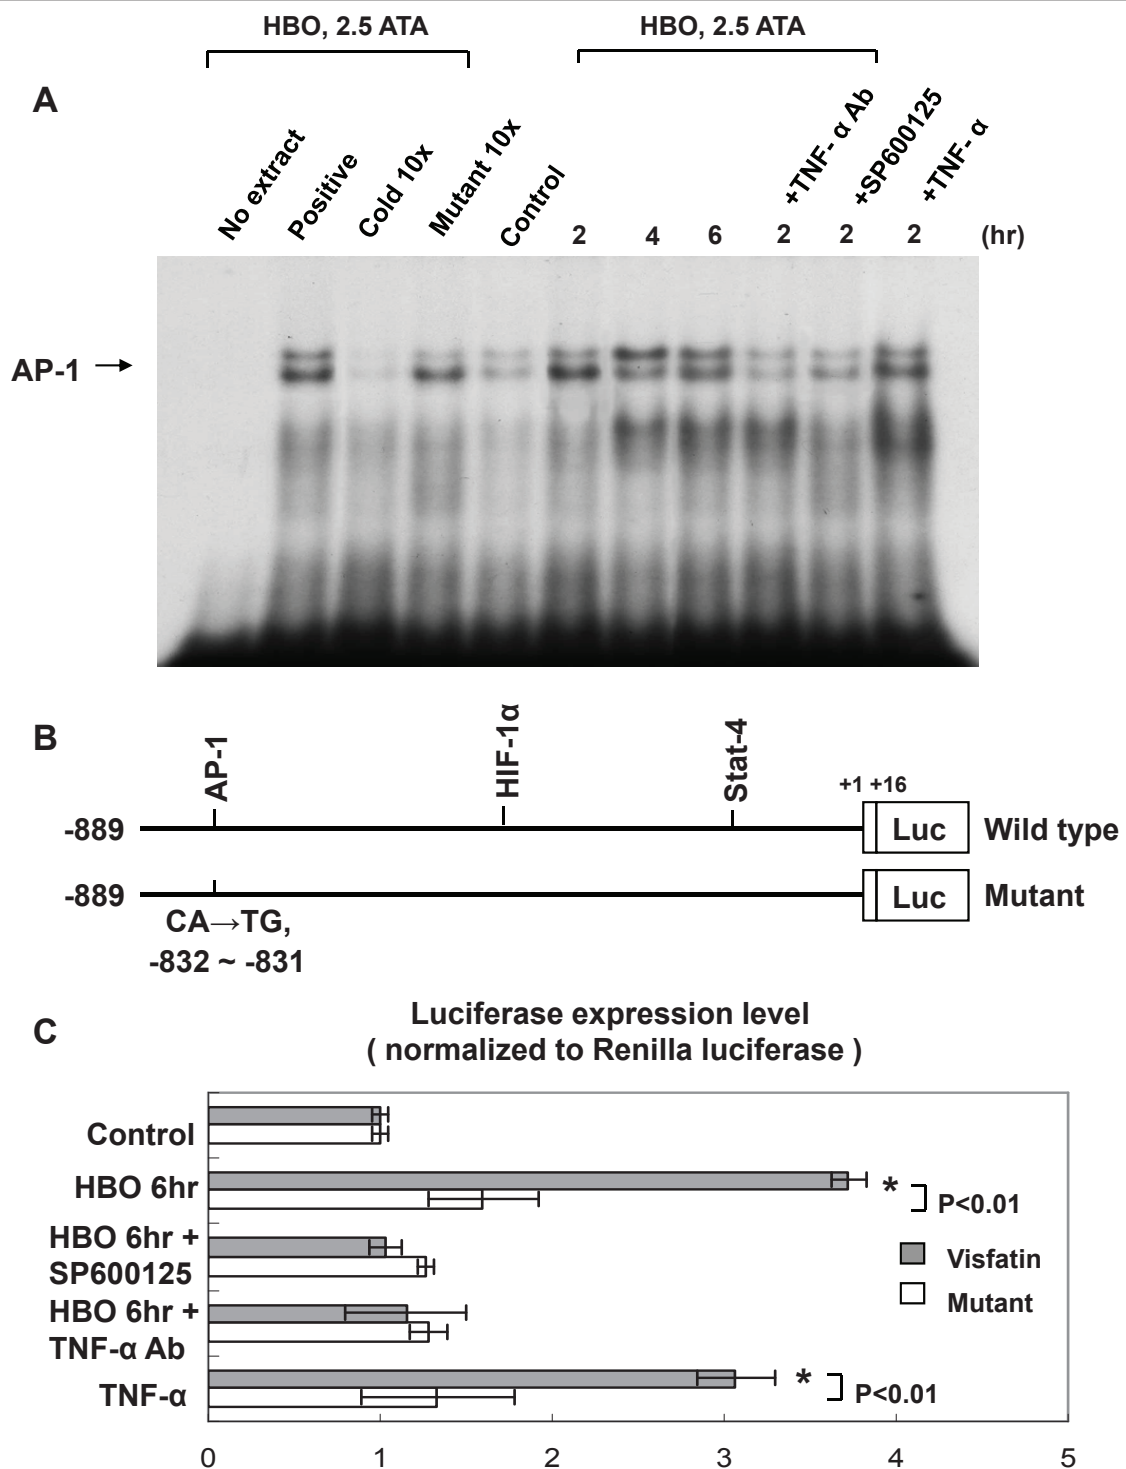 HBO, 2.5 ATA
HBO, 2.5 ATA
A
No extract
Positive
Cold 10x
Mutant 10x
Control
+TNF- α Ab
+SP600125
+TNF- α
2 4 6 2 2 2 (hr)
AP-1
B
AP-1
HIF-1α
Stat-4
+1 +16
-889
Luc
Wild type
-889
Luc
Mutant
CA→TG,
-832 ~ -831
C
Luciferase expression level
( normalized to Renilla luciferase )
Control
HBO 6hr
* P<0.01
HBO 6hr +
SP600125
Visfatin
Mutant
HBO 6hr +
TNF-α Ab
TNF-α
* P<0.01
0 1 2 3 4 5